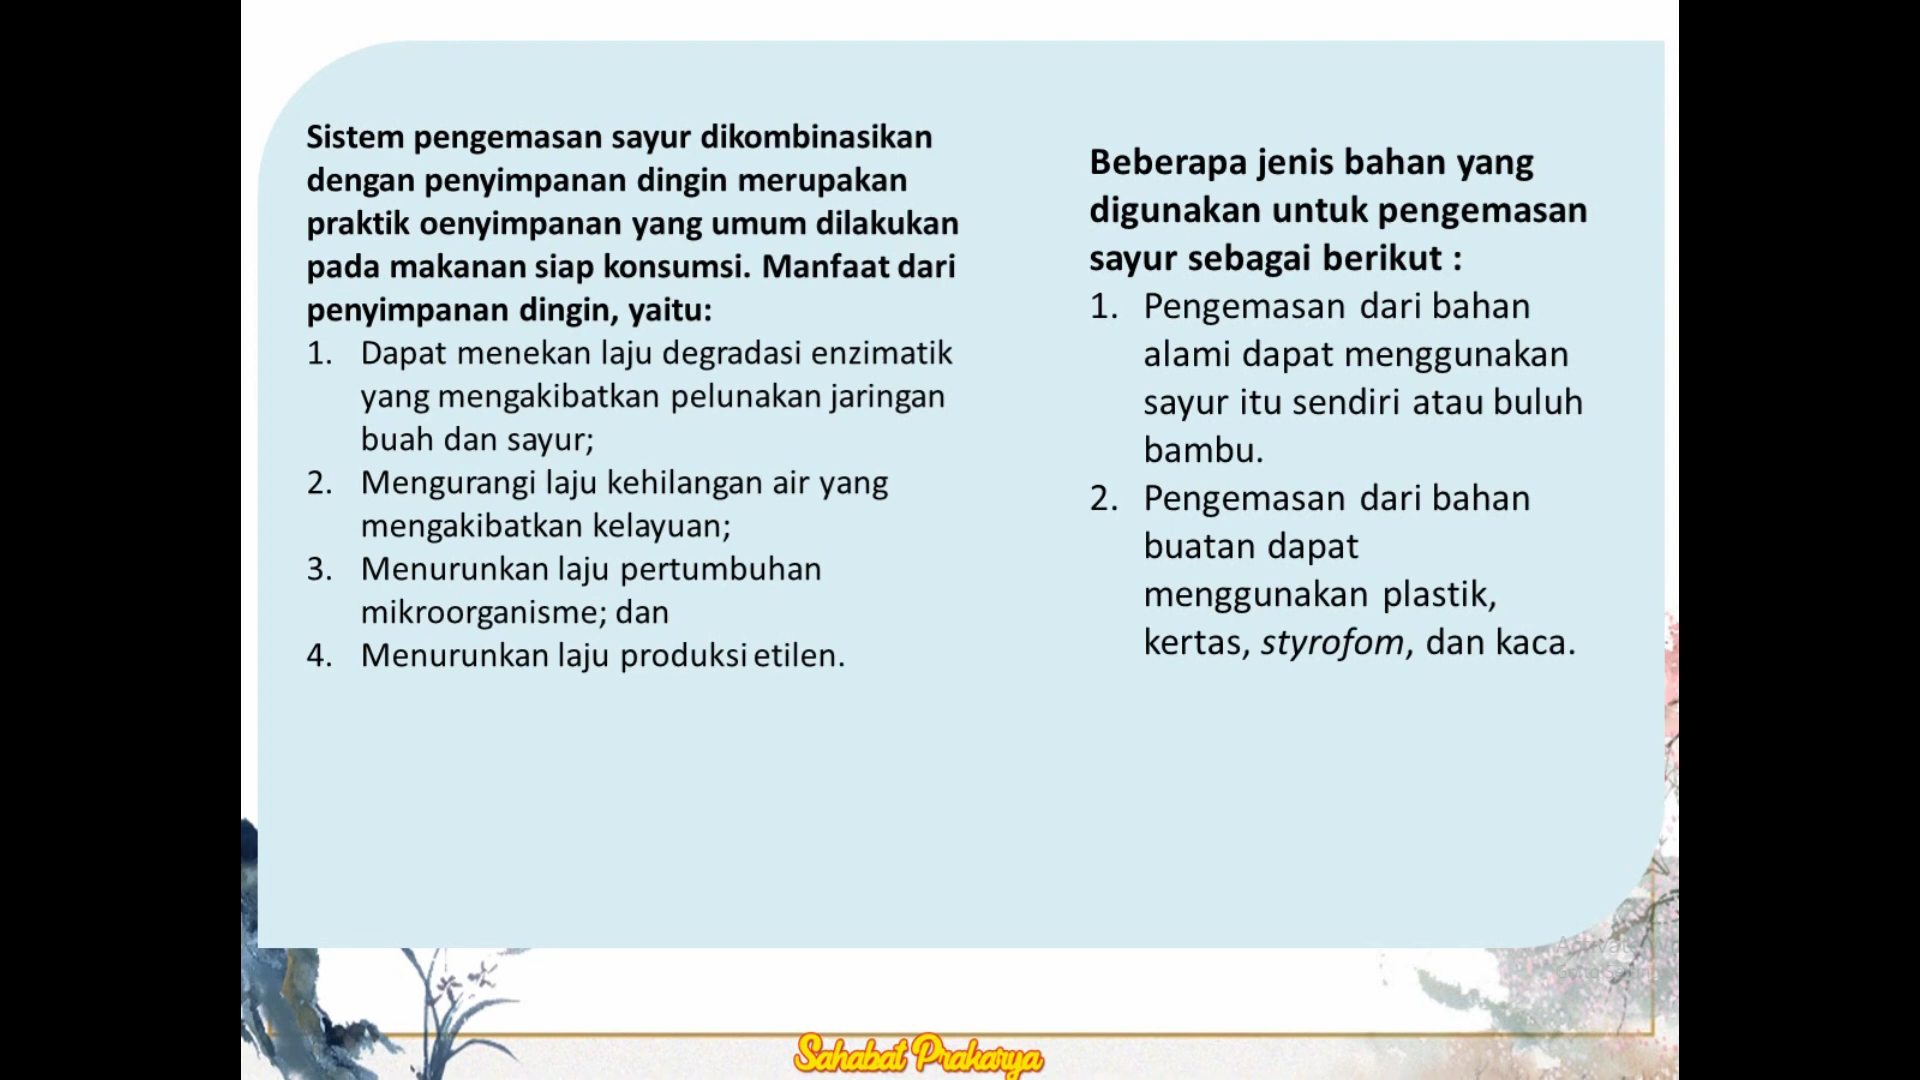 Sistem pengemasan sayur dikombinasikan
dengan penyimpanan dingin merupakan
praktik oenyimpanan yang umum dilakukan
pada makanan siap konsumsi. Manfaat dari
penyimpanan dingin, yaitu:
1. Dapat menekan laju degradasi enzimatik
yang mengakibatkan pelunakan jaringan
buah dan sayur;
2. Mengurangi laju kehilangan air yang
mengakibatkan kelayuan;
3. Menurunkan laju pertumbuhan
mikroorganisme; dan
4. Menurunkan laju produksi etilen.
Beberapa jenis bahan yang
digunakan untuk pengemasan
sayur sebagai berikut :
1. Pengemasan dari bahan
alami dapat menggunakan
sayur itu sendiri atau buluh
bambu.
2. Pengemasan dari bahan
buatan dapat
menggunakan plastik,
kertas, styrofom, dan kaca.
Sahabat Prakarya